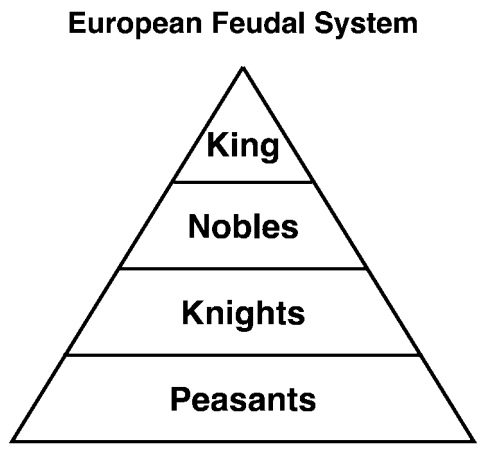 European Feudal System
King
Nobles
Knights
Peasants